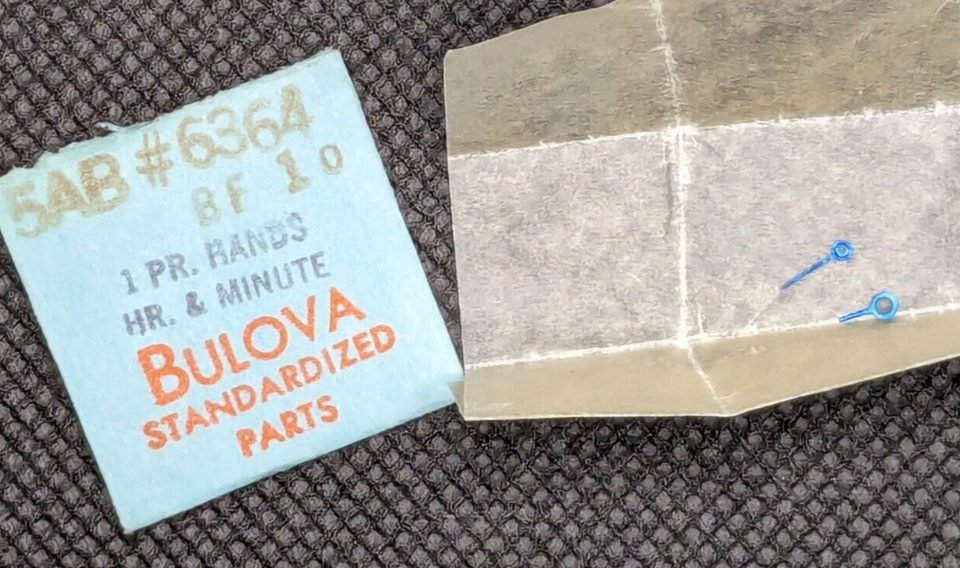 5AB #6364
BF 10
1 PR. HANDS
HR. & MINUTE
BULOVA
STANDARDIZED
PARTS